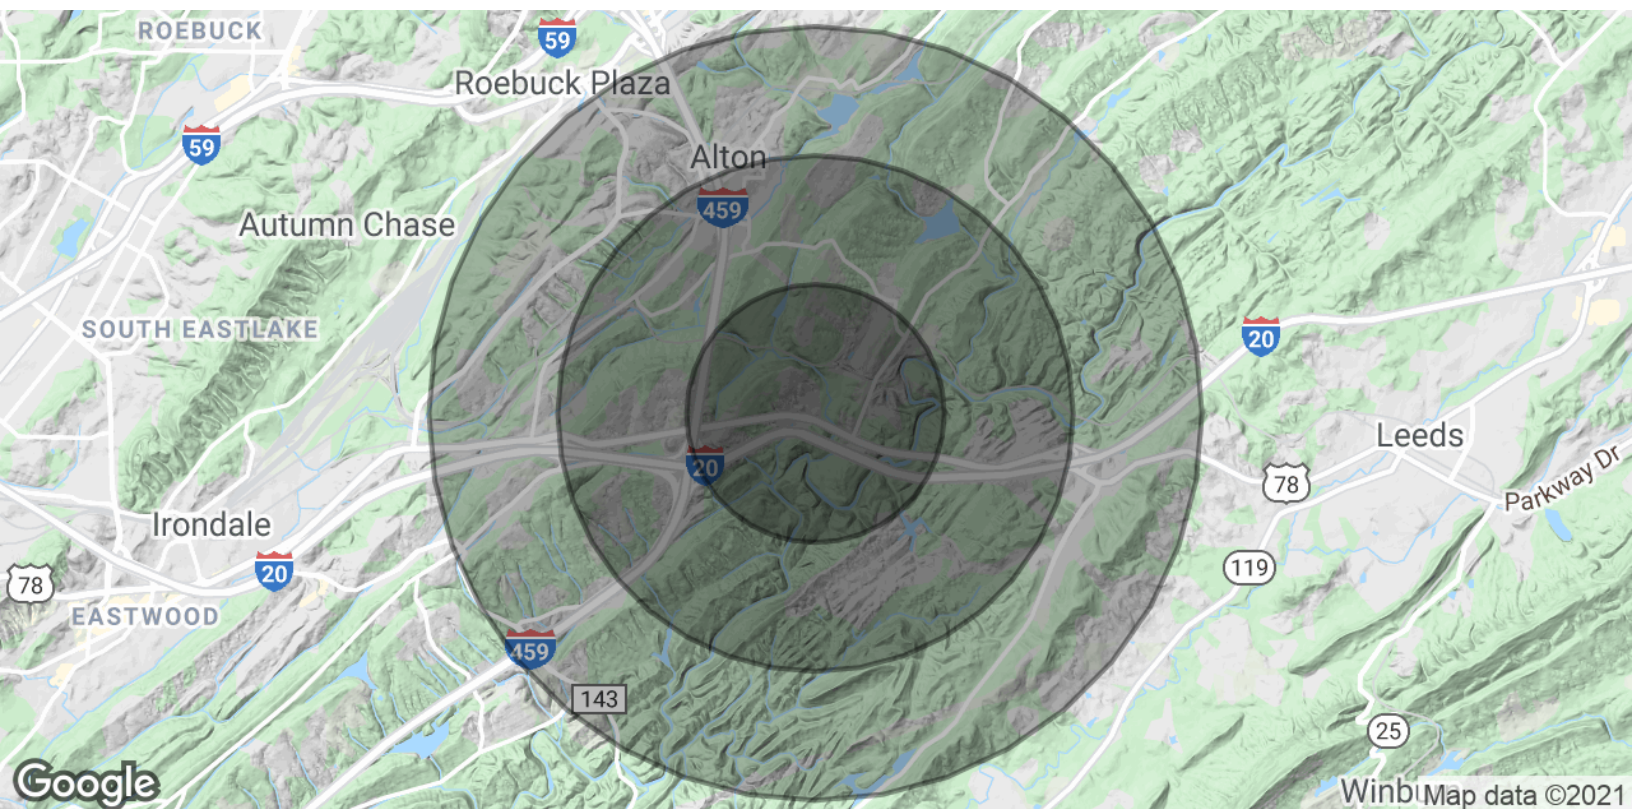 ROEBUCK
59
Roebuck Plaza
59
Alton
459
Autumn Chase
SOUTH EASTLAKE
20
Leeds
20
78
Parkway Dr
Irondale
119
20
78
EASTWOOD
459
143
25
Google
Map data ©2021